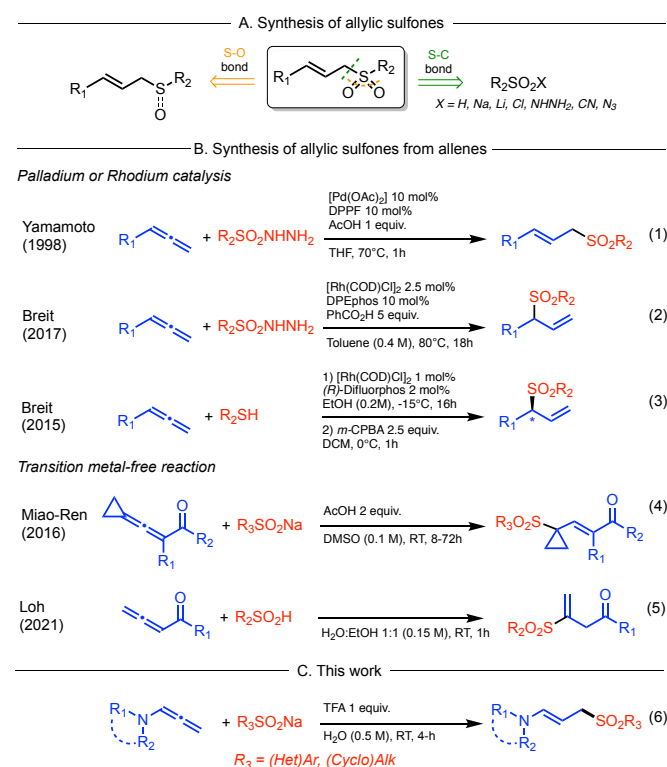 A. Synthesis of allylic sulfones
S-O
bond
S-C
bond
R1
S
R2
O
R1
S
R2
O O
R2SO2X
X = H, Na, Li, Cl, NHNH2, CN, N3
B. Synthesis of allylic sulfones from allenes
Palladium or Rhodium catalysis
Yamamoto
(1998)
R1
+ R2SO2NHNH2
[Pd(OAc)2] 10 mol%
DPPF 10 mol%
AcOH 1 equiv.
THF, 70°C, 1h
R1
SO2R2
(1)
Breit
(2017)
R1
+ R2SO2NHNH2
[Rh(COD)Cl]2 2.5 mol%
DPEphos 10 mol%
PhCO2H 5 equiv.
Toluene (0.4 M), 80°C, 18h
SO2R2
R1
(2)
Breit
(2015)
R1
+ R2SH
1) [Rh(COD)Cl]2 1 mol%
(R)-Difluorphos 2 mol%
EtOH (0.2M), -15°C, 16h
2) m-CPBA 2.5 equiv.
DCM, 0°C, 1h
SO2R2
R1
*
(3)
Transition metal-free reaction
Miao-Ren
(2016)
O
R2
R1
+ R3SO2Na
AcOH 2 equiv.
DMSO (0.1 M), RT, 8-72h
R3O2S
O
R2
R1
(4)
Loh
(2021)
O
R1
+ R2SO2H
H2O:EtOH 1:1 (0.15 M), RT, 1h
R2O2S
O
R1
(5)
C. This work
R1
N
R2
+ R3SO2Na
TFA 1 equiv.
H2O (0.5 M), RT, 4-h
R1
N
R2
SO2R3
(6)
R3 = (Het)Ar, (Cyclo)Alk